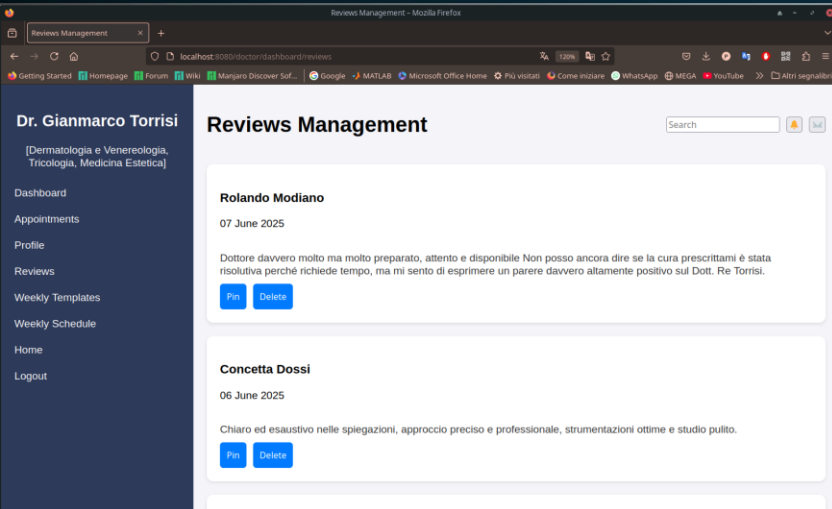 Reviews Management – Mozilla Firefox
Reviews Management
localhost:8080/doctor/dashboard/reviews
120%
Getting Started Homepage Forum Wiki Manjaro Discover Sof... Google MATLAB Microsoft Office Home Più visitati Come iniziare WhatsApp MEGA YouTube Altri segnalibri
Dr. Gianmarco Torrisi
[Dermatologia e Venereologia,
Tricologia, Medicina Estetica]
Dashboard
Appointments
Profile
Reviews
Weekly Templates
Weekly Schedule
Home
Logout
Reviews Management
Search
Rolando Modiano
07 June 2025
Dottore davvero molto ma molto preparato, attento e disponibile Non posso ancora dire se la cura prescrittami è stata
risolutiva perché richiede tempo, ma mi sento di esprimere un parere davvero altamente positivo sul Dott. Re Torrisi.
Pin Delete
Concetta Dossi
06 June 2025
Chiaro ed esaustivo nelle spiegazioni, approccio preciso e professionale, strumentazioni ottime e studio pulito.
Pin Delete